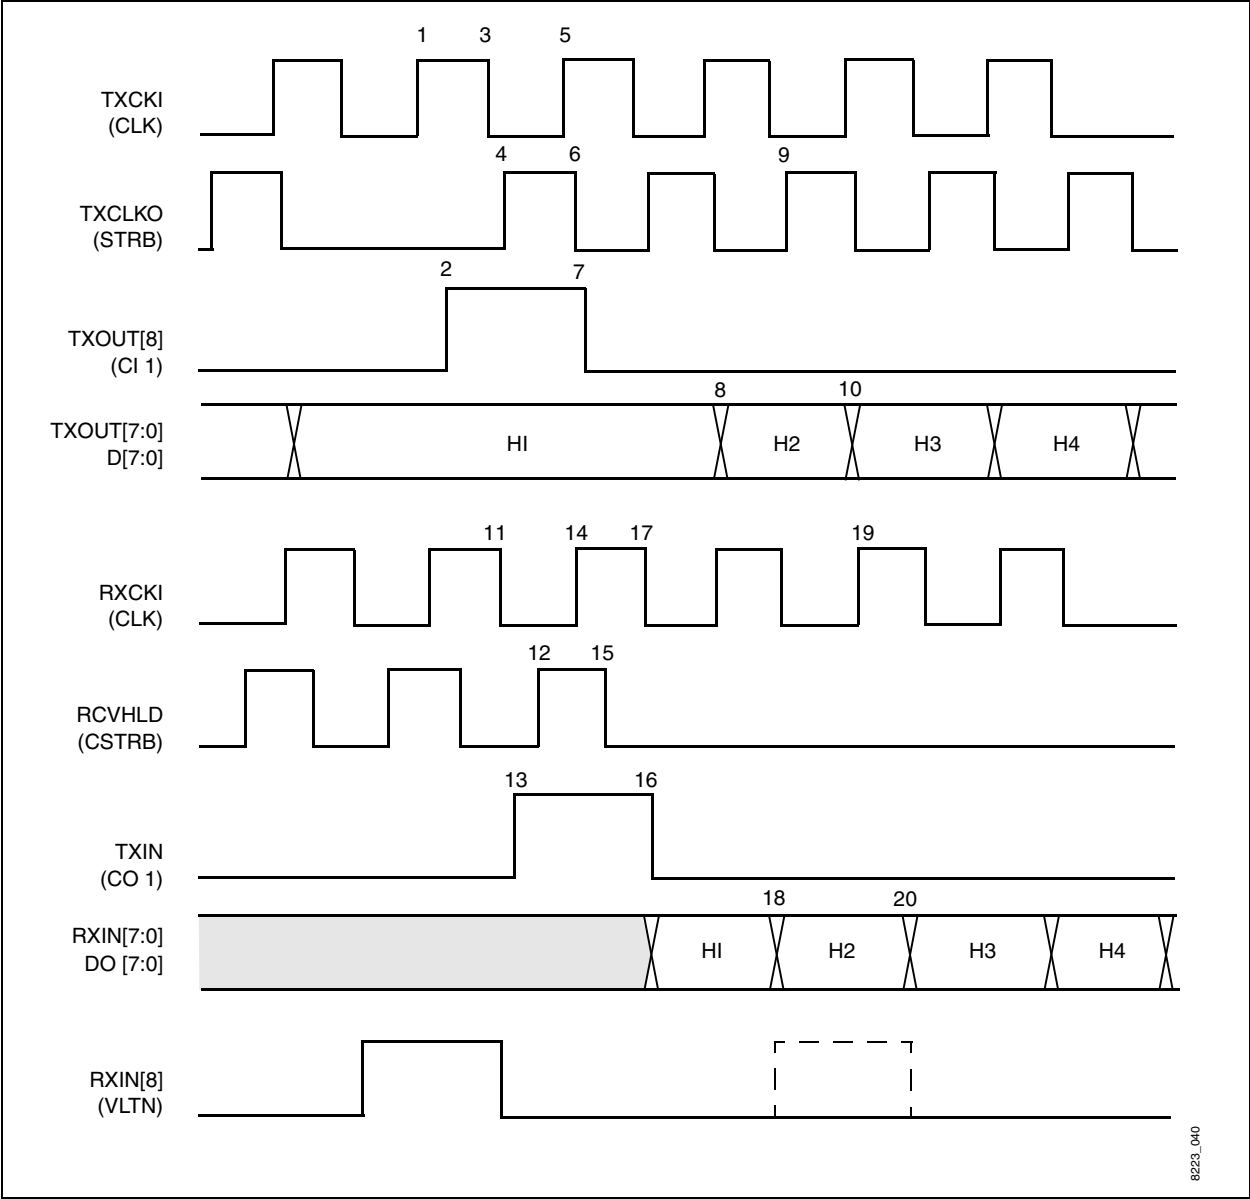 1 3 5
TXCKI
(CLK)
4 6 9
TXCLKO
(STRB)
2 7
TXOUT[8]
(CI 1)
8 10
TXOUT[7:0]
D[7:0]
HI H2 H3 H4
11 14 17 19
RXCKI
(CLK)
12 15
RCVHLD
(CSTRB)
13 16
TXIN
(CO 1)
18 20
RXIN[7:0]
DO [7:0]
HI H2 H3 H4
RXIN[8]
(VLTN)
8223_040